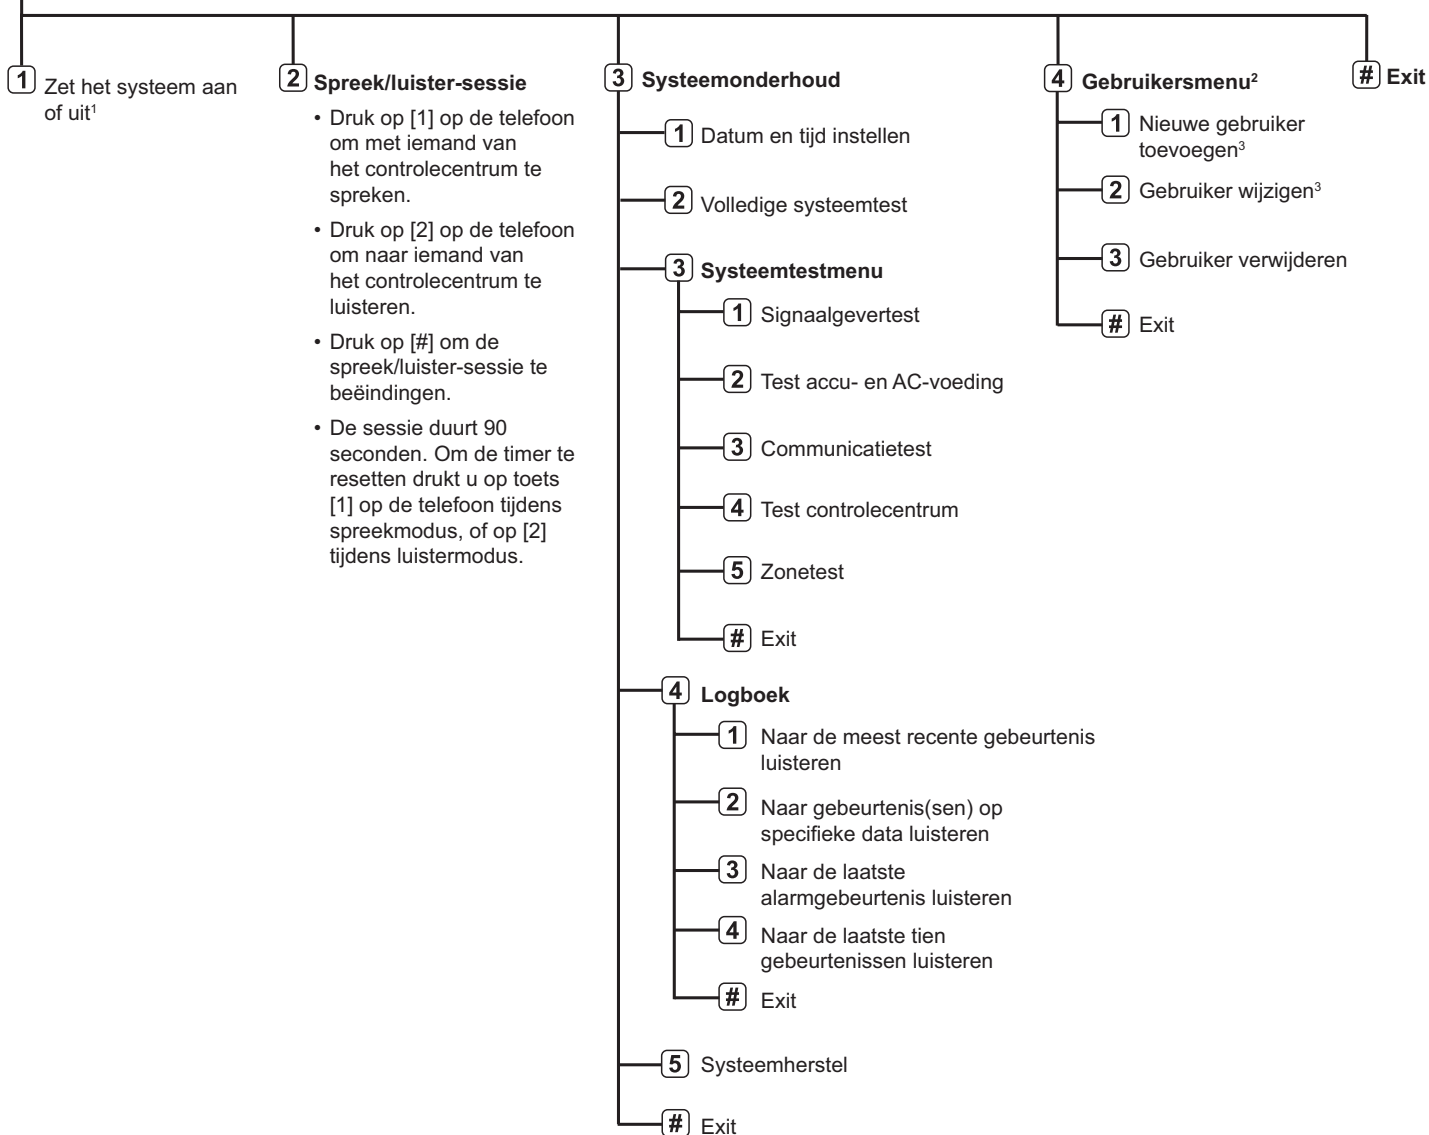 1 Zet het systeem aan
of uit¹
2 Spreek/luister-sessie
• Druk op [1] op de telefoon
om met iemand van
het controlecentrum te
spreken.
• Druk op [2] op de telefoon
om naar iemand van
het controlecentrum te
luisteren.
• Druk op [#] om de
spreek/luister-sessie te
beëindingen.
• De sessie duurt 90
seconden. Om de timer te
resetten drukt u op toets
[1] op de telefoon tijdens
spreekmodus, of op [2]
tijdens luistermodus.
3 Systeemonderhoud
1 Datum en tijd instellen
2 Volledige systeemtest
3 Systeemtestmenu
1 Signaalgevertest
2 Test accu- en AC-voeding
3 Communicatietest
4 Test controlecentrum
5 Zonetest
# Exit
4 Logboek
1 Naar de meest recente gebeurtenis
luisteren
2 Naar gebeurtenis(sen) op
specifieke data luisteren
3 Naar de laatste
alarmgebeurtenis luisteren
4 Naar de laatste tien
gebeurtenissen luisteren
# Exit
5 Systeemherstel
# Exit
4 Gebruikersmenu²
1 Nieuwe gebruiker
toevoegen³
2 Gebruiker wijzigen³
3 Gebruiker verwijderen
# Exit
# Exit